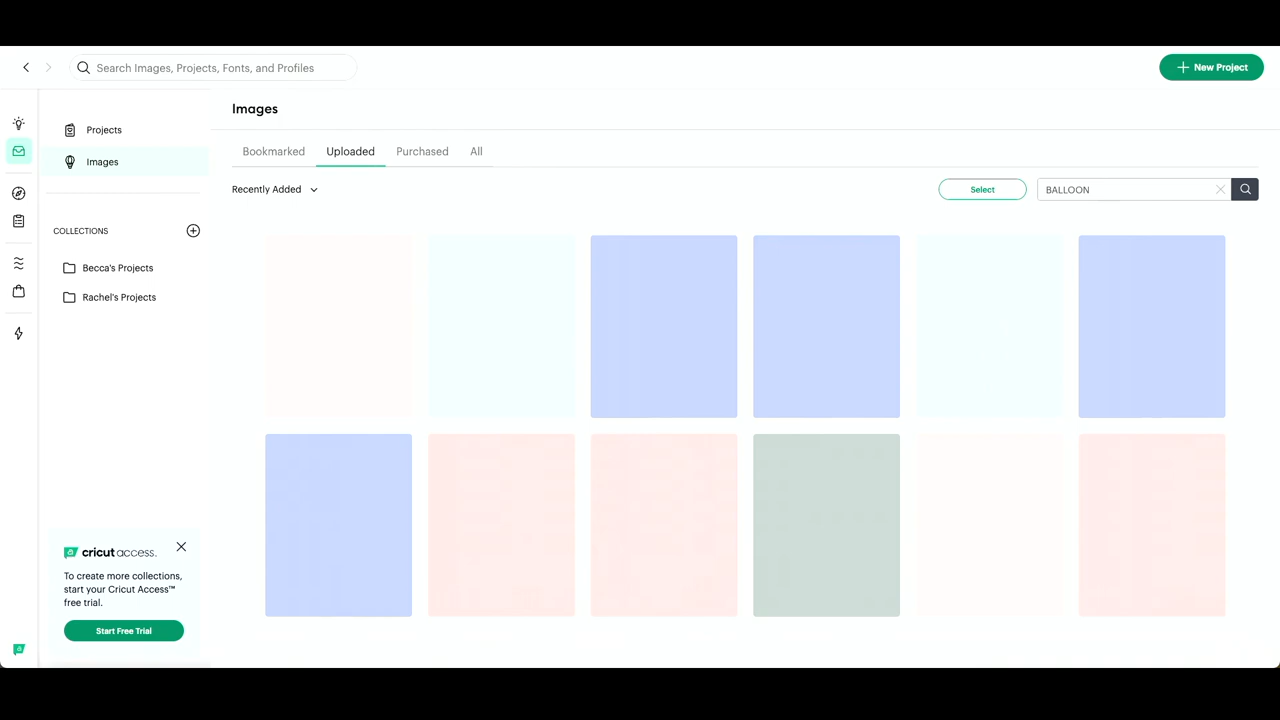 Search Images, Projects, Fonts, and Profiles
New Project
Projects
Images
COLLECTIONS
Becca's Projects
Rachel's Projects
cricut access.
To create more collections,
start your Cricut Access™
free trial.
Start Free Trial
Images
Bookmarked Uploaded Purchased All
Recently Added
Select
BALLOON